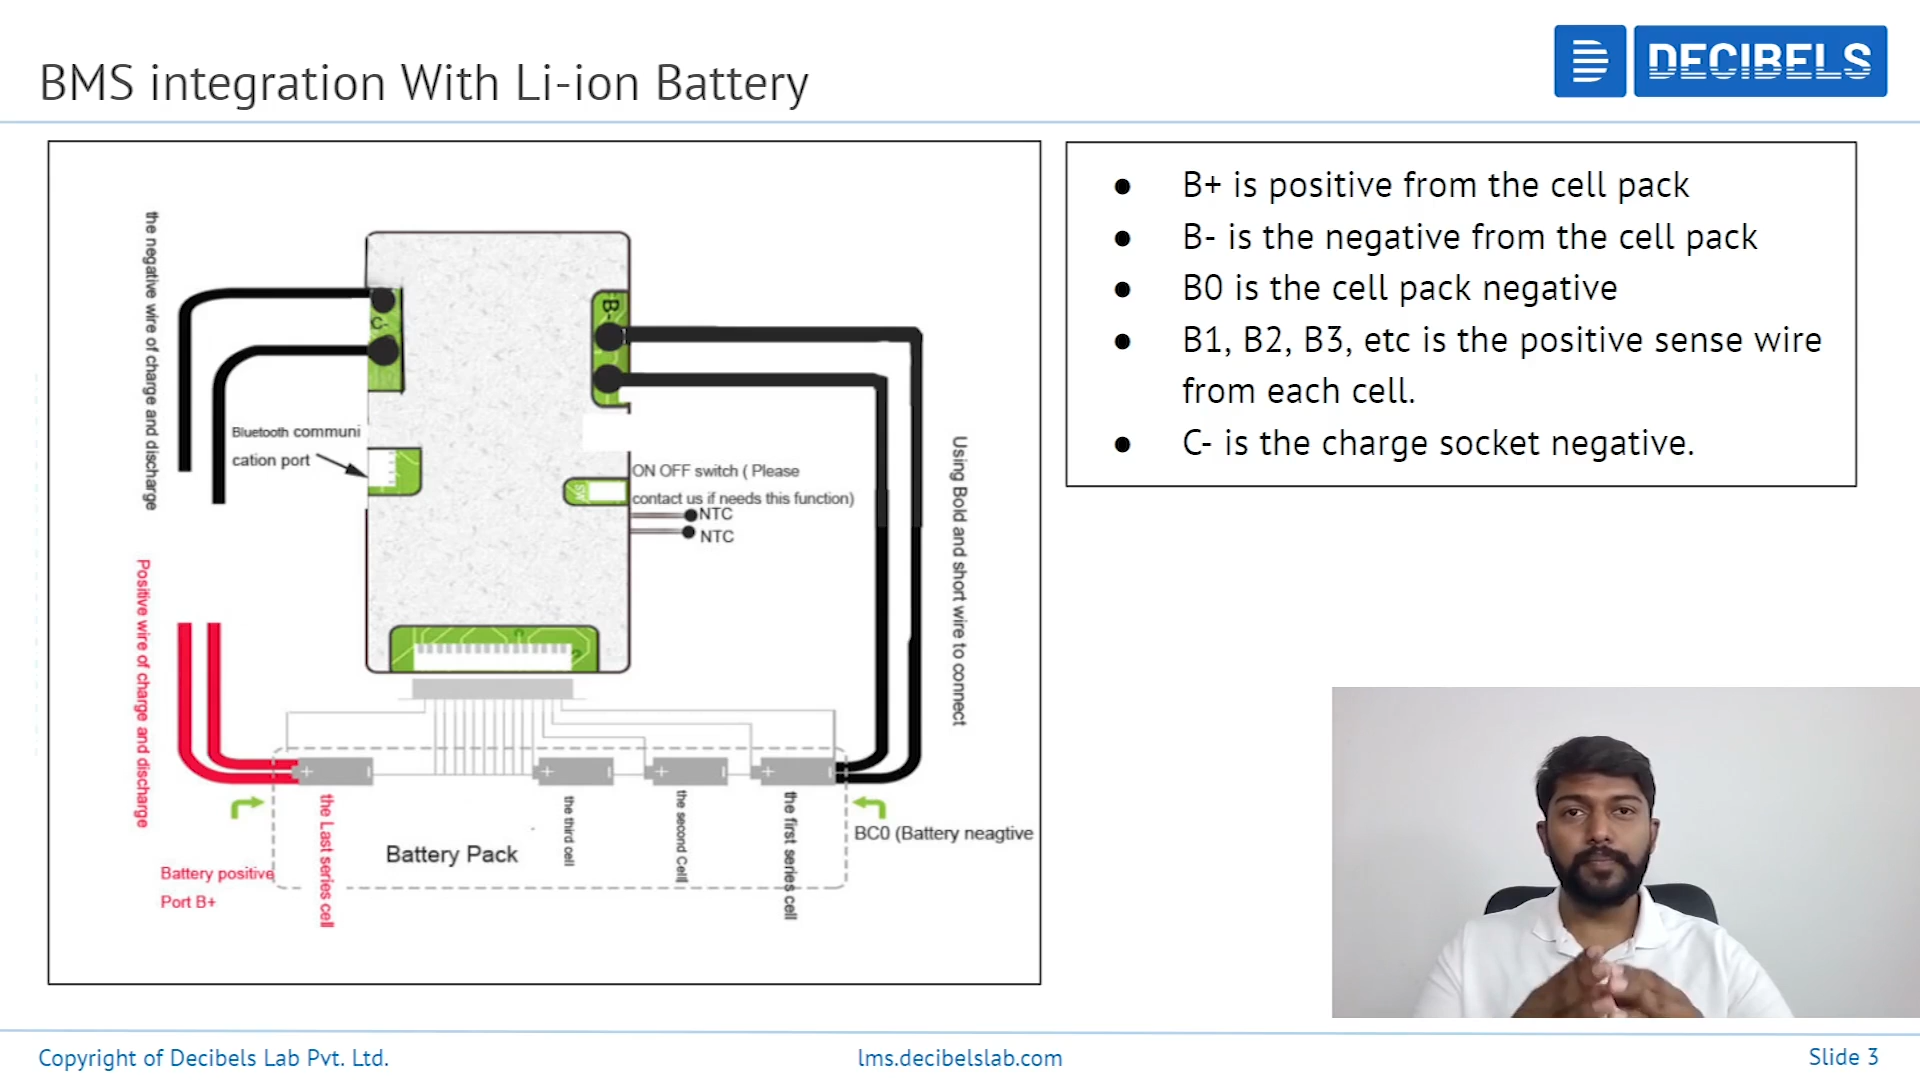 BMS integration With Li-ion Battery
DECIBELS
the negative wire of charge and discharge
C-
B-
Bluetooth communi
cation port
ON OFF switch ( Please
contact us if needs this function)
SW
NTC
NTC
Using Bold and short wire to connect
Positive wire of charge and discharge
+
+
+
+
the Last series cell
the third cell
the second Cell
the first series cell
Battery Pack
BC0 (Battery neagtive
Battery positive
Port B+
● B+ is positive from the cell pack
● B- is the negative from the cell pack
● B0 is the cell pack negative
● B1, B2, B3, etc is the positive sense wire
from each cell.
● C- is the charge socket negative.
Copyright of Decibels Lab Pvt. Ltd.
lms.decibelslab.com
Slide 3